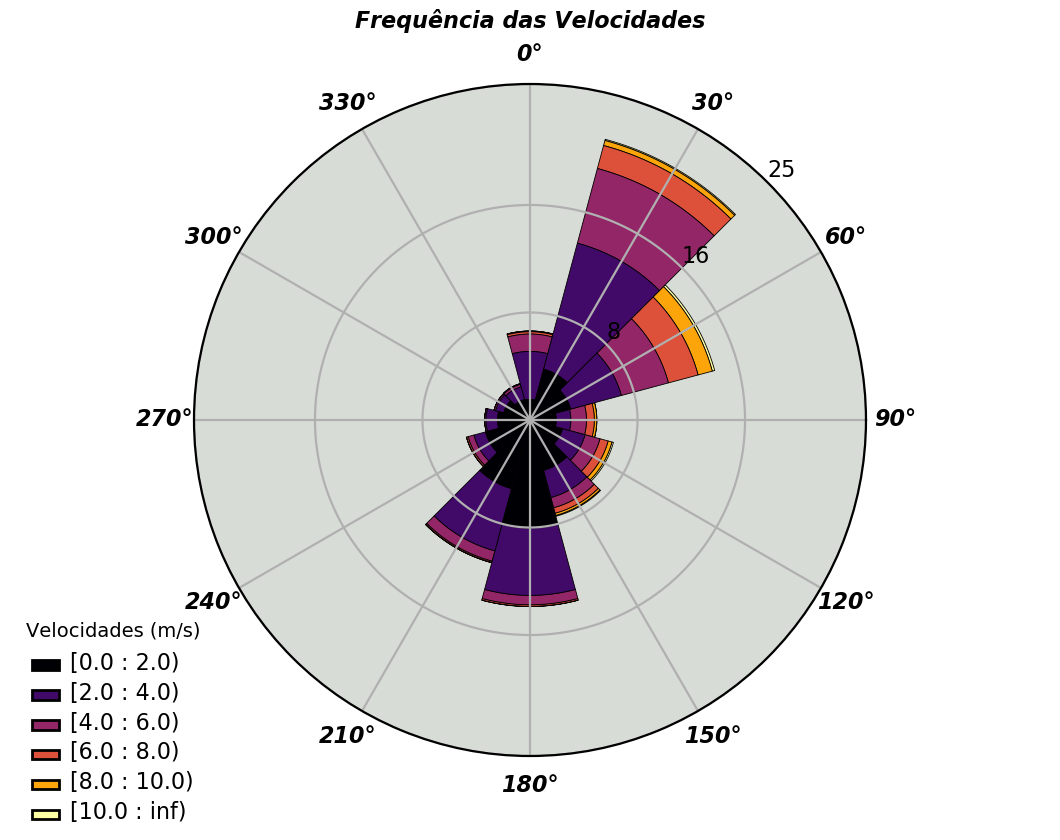 Frequência das Velocidades
0°
330°
30°
25
300°
60°
16
8
270°
90°
240°
120°
210°
150°
180°
Velocidades (m/s)
[0.0 : 2.0)
[2.0 : 4.0)
[4.0 : 6.0)
[6.0 : 8.0)
[8.0 : 10.0)
[10.0 : inf)